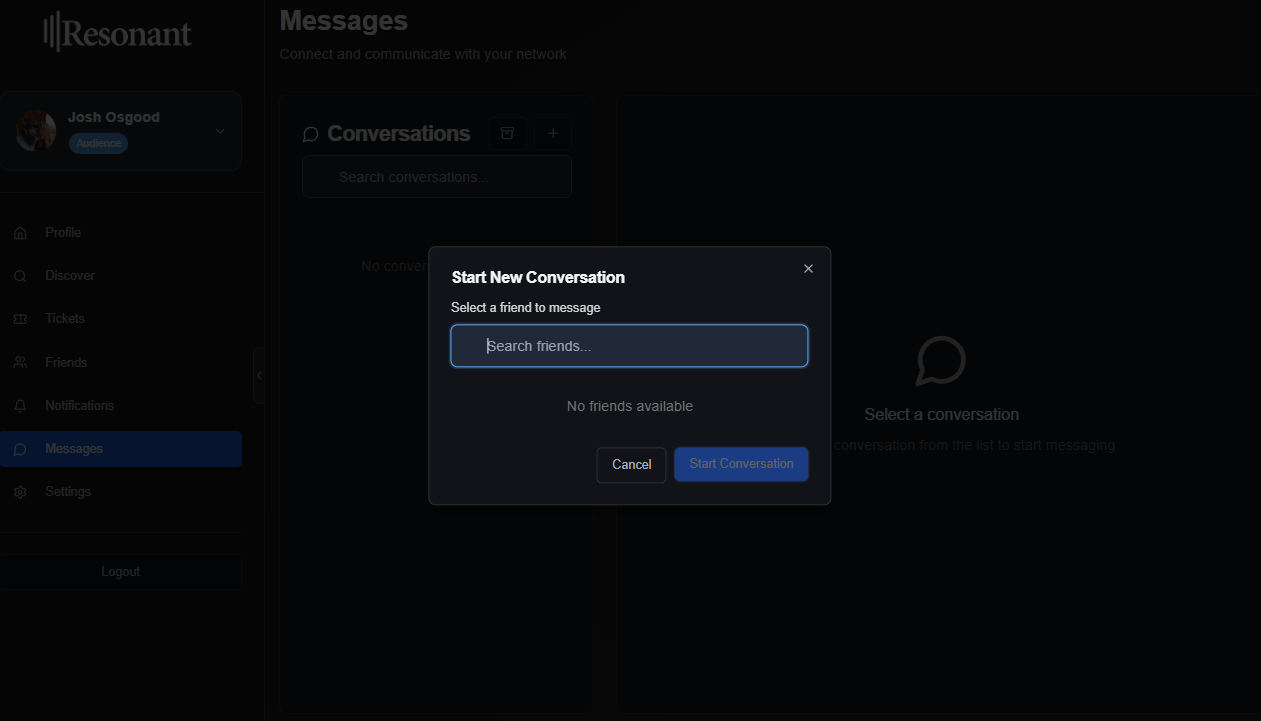 Resonant
Josh Osgood
Audience
Profile
Discover
Tickets
Friends
Notifications
Messages
Settings
Logout
Messages
Connect and communicate with your network
Conversations
Search conversations...
No conver
Start New Conversation
Select a friend to message
Search friends...
No friends available
Cancel
Start Conversation
Select a conversation
conversation from the list to start messaging